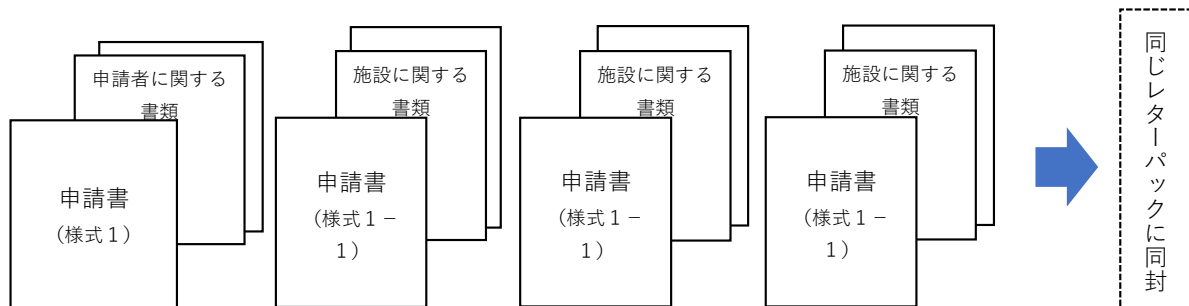 申請者に関する
書類
申請書
（様式１）
施設に関する
書類
申請書
（様式１－
１）
施設に関する
書類
申請書
（様式１－
１）
施設に関する
書類
申請書
（様式１－
１）
同じレターパックに同封